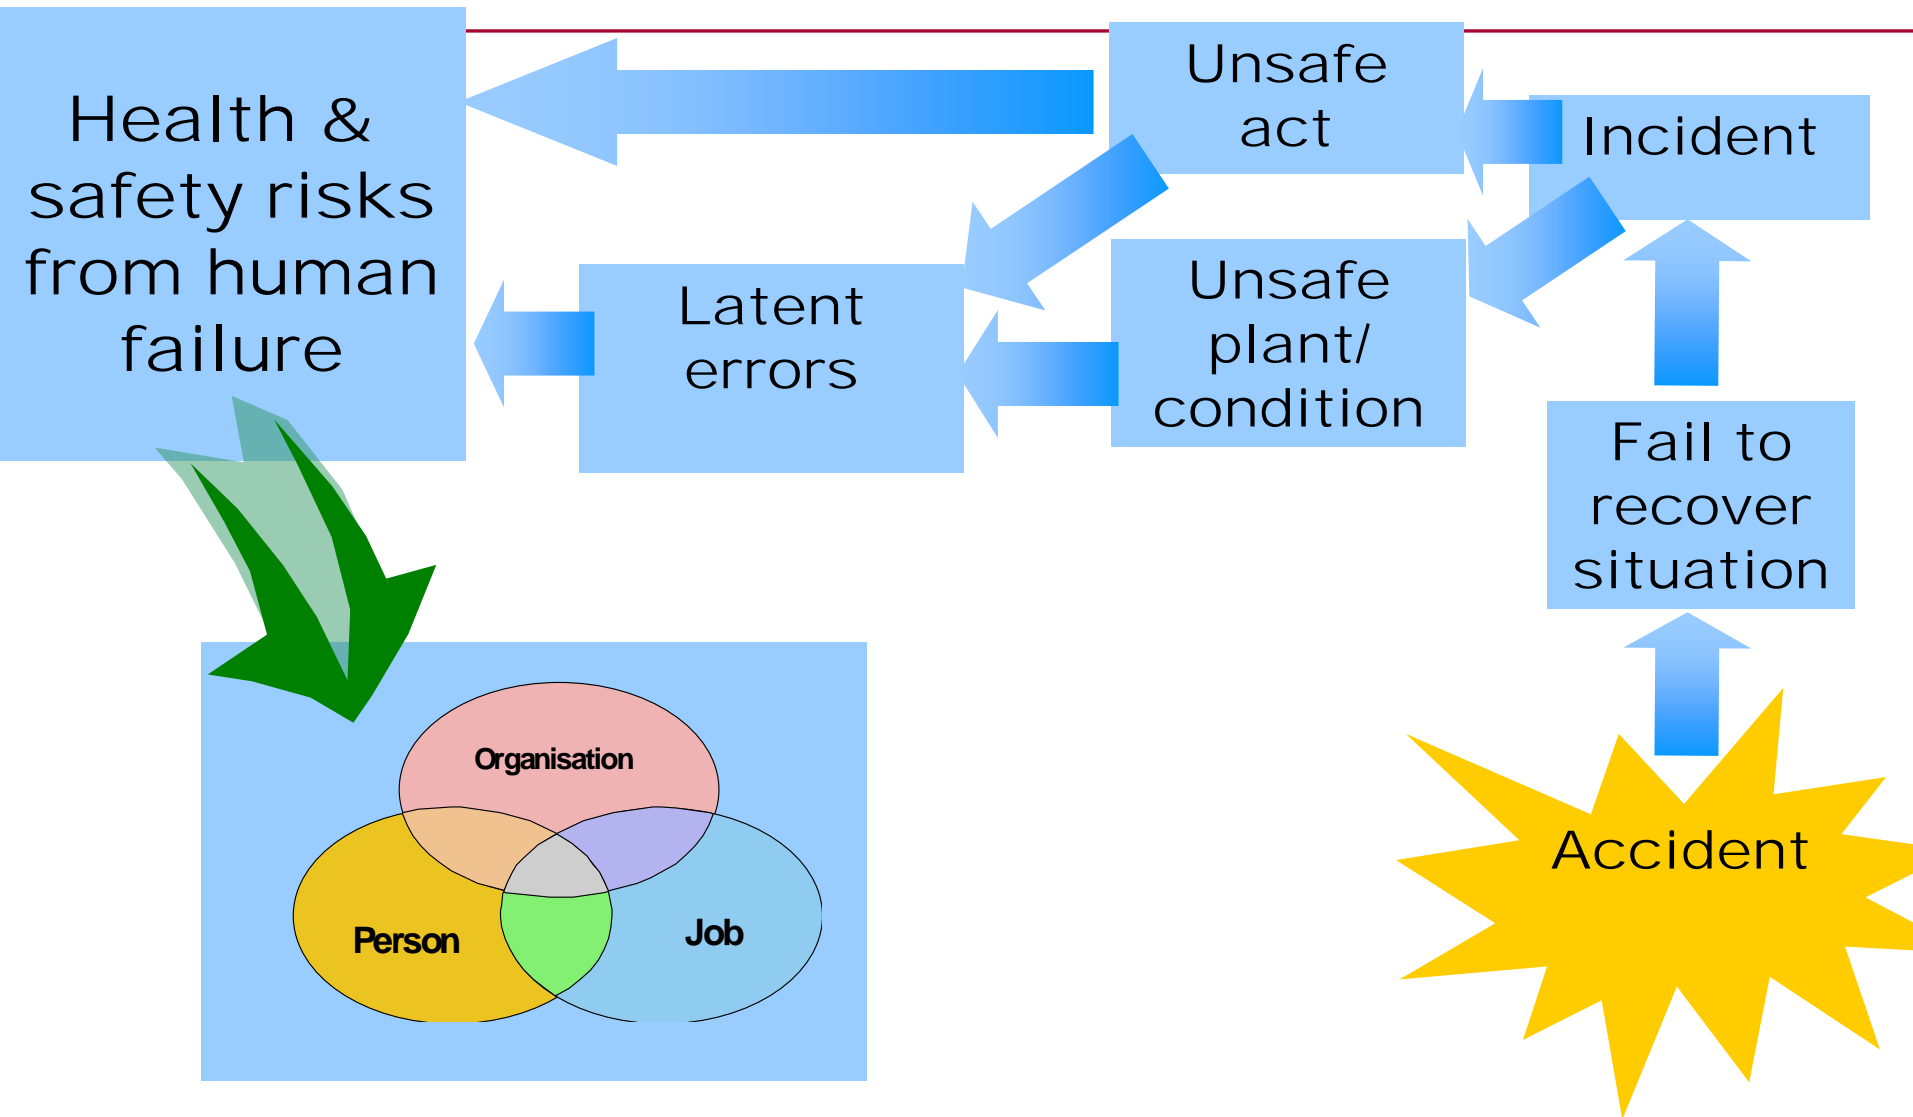 Health &
safety risks
from human
failure
Unsafe
act
Incident
Latent
errors
Unsafe
plant/
condition
Fail to
recover
situation
Accident
Organisation
Person
Job